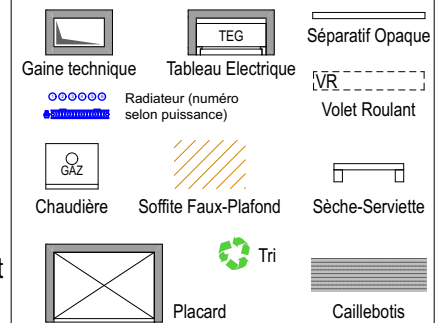 TEG
Séparatif Opaque
Gaine technique
Tableau Electrique
VR
Radiateur (numéro
selon puissance)
Volet Roulant
GAZ
Chaudière
Soffite Faux-Plafond
Sèche-Serviette
t
Tri
Placard
Caillebotis